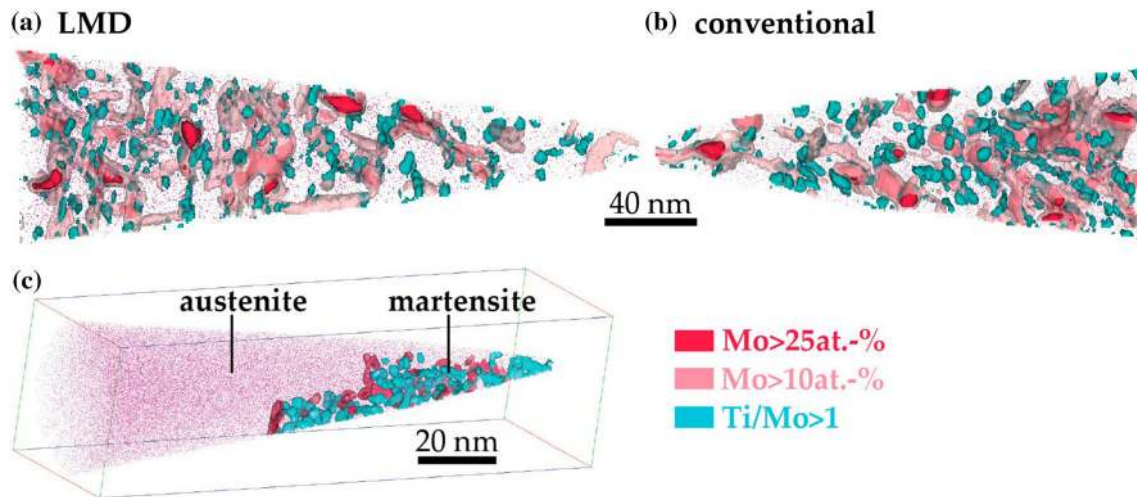 (a) LMD
(b) conventional
40 nm
(c)
austenite
martensite
20 nm
Mo>25at.-%
Mo>10at.-%
Ti/Mo>1